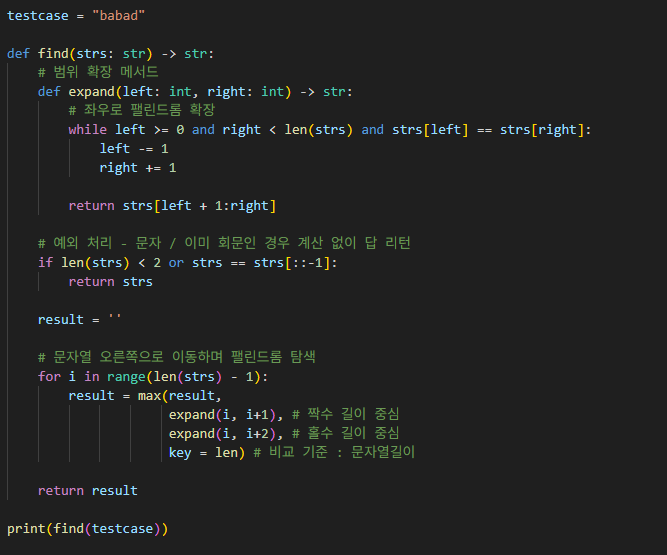 testcase = "babad"

def find(strs: str) -> str:
    # 범위 확장 메서드
    def expand(left: int, right: int) -> str:
        # 좌우로 팰린드롬 확장
        while left >= 0 and right < len(strs) and strs[left] == strs[right]:
            left -= 1
            right += 1

        return strs[left + 1:right]

    # 예외 처리 - 문자 / 이미 회문인 경우 계산 없이 답 리턴
    if len(strs) < 2 or strs == strs[::-1]:
        return strs

    result = ''

    # 문자열 오른쪽으로 이동하며 팰린드롬 탐색
    for i in range(len(strs) - 1):
        result = max(result,
                     expand(i, i+1), # 짝수 길이 중심
                     expand(i, i+2), # 홀수 길이 중심
                     key = len) # 비교 기준 : 문자열길이

    return result

print(find(testcase))